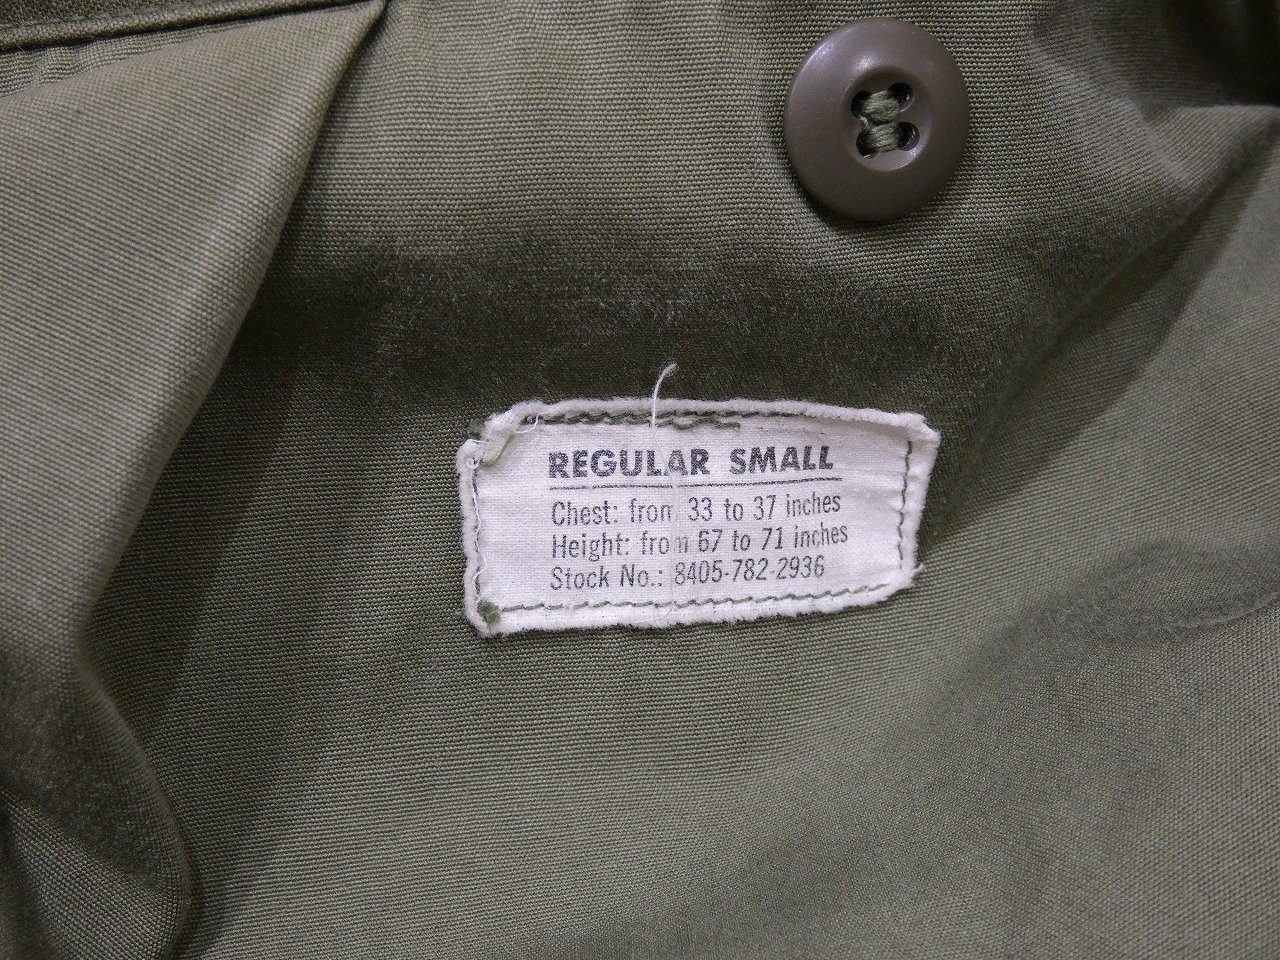 REGULAR SMALL
Chest: from 33 to 37 inches
Height: from 67 to 71 inches
Stock No.: 8405-782-2936